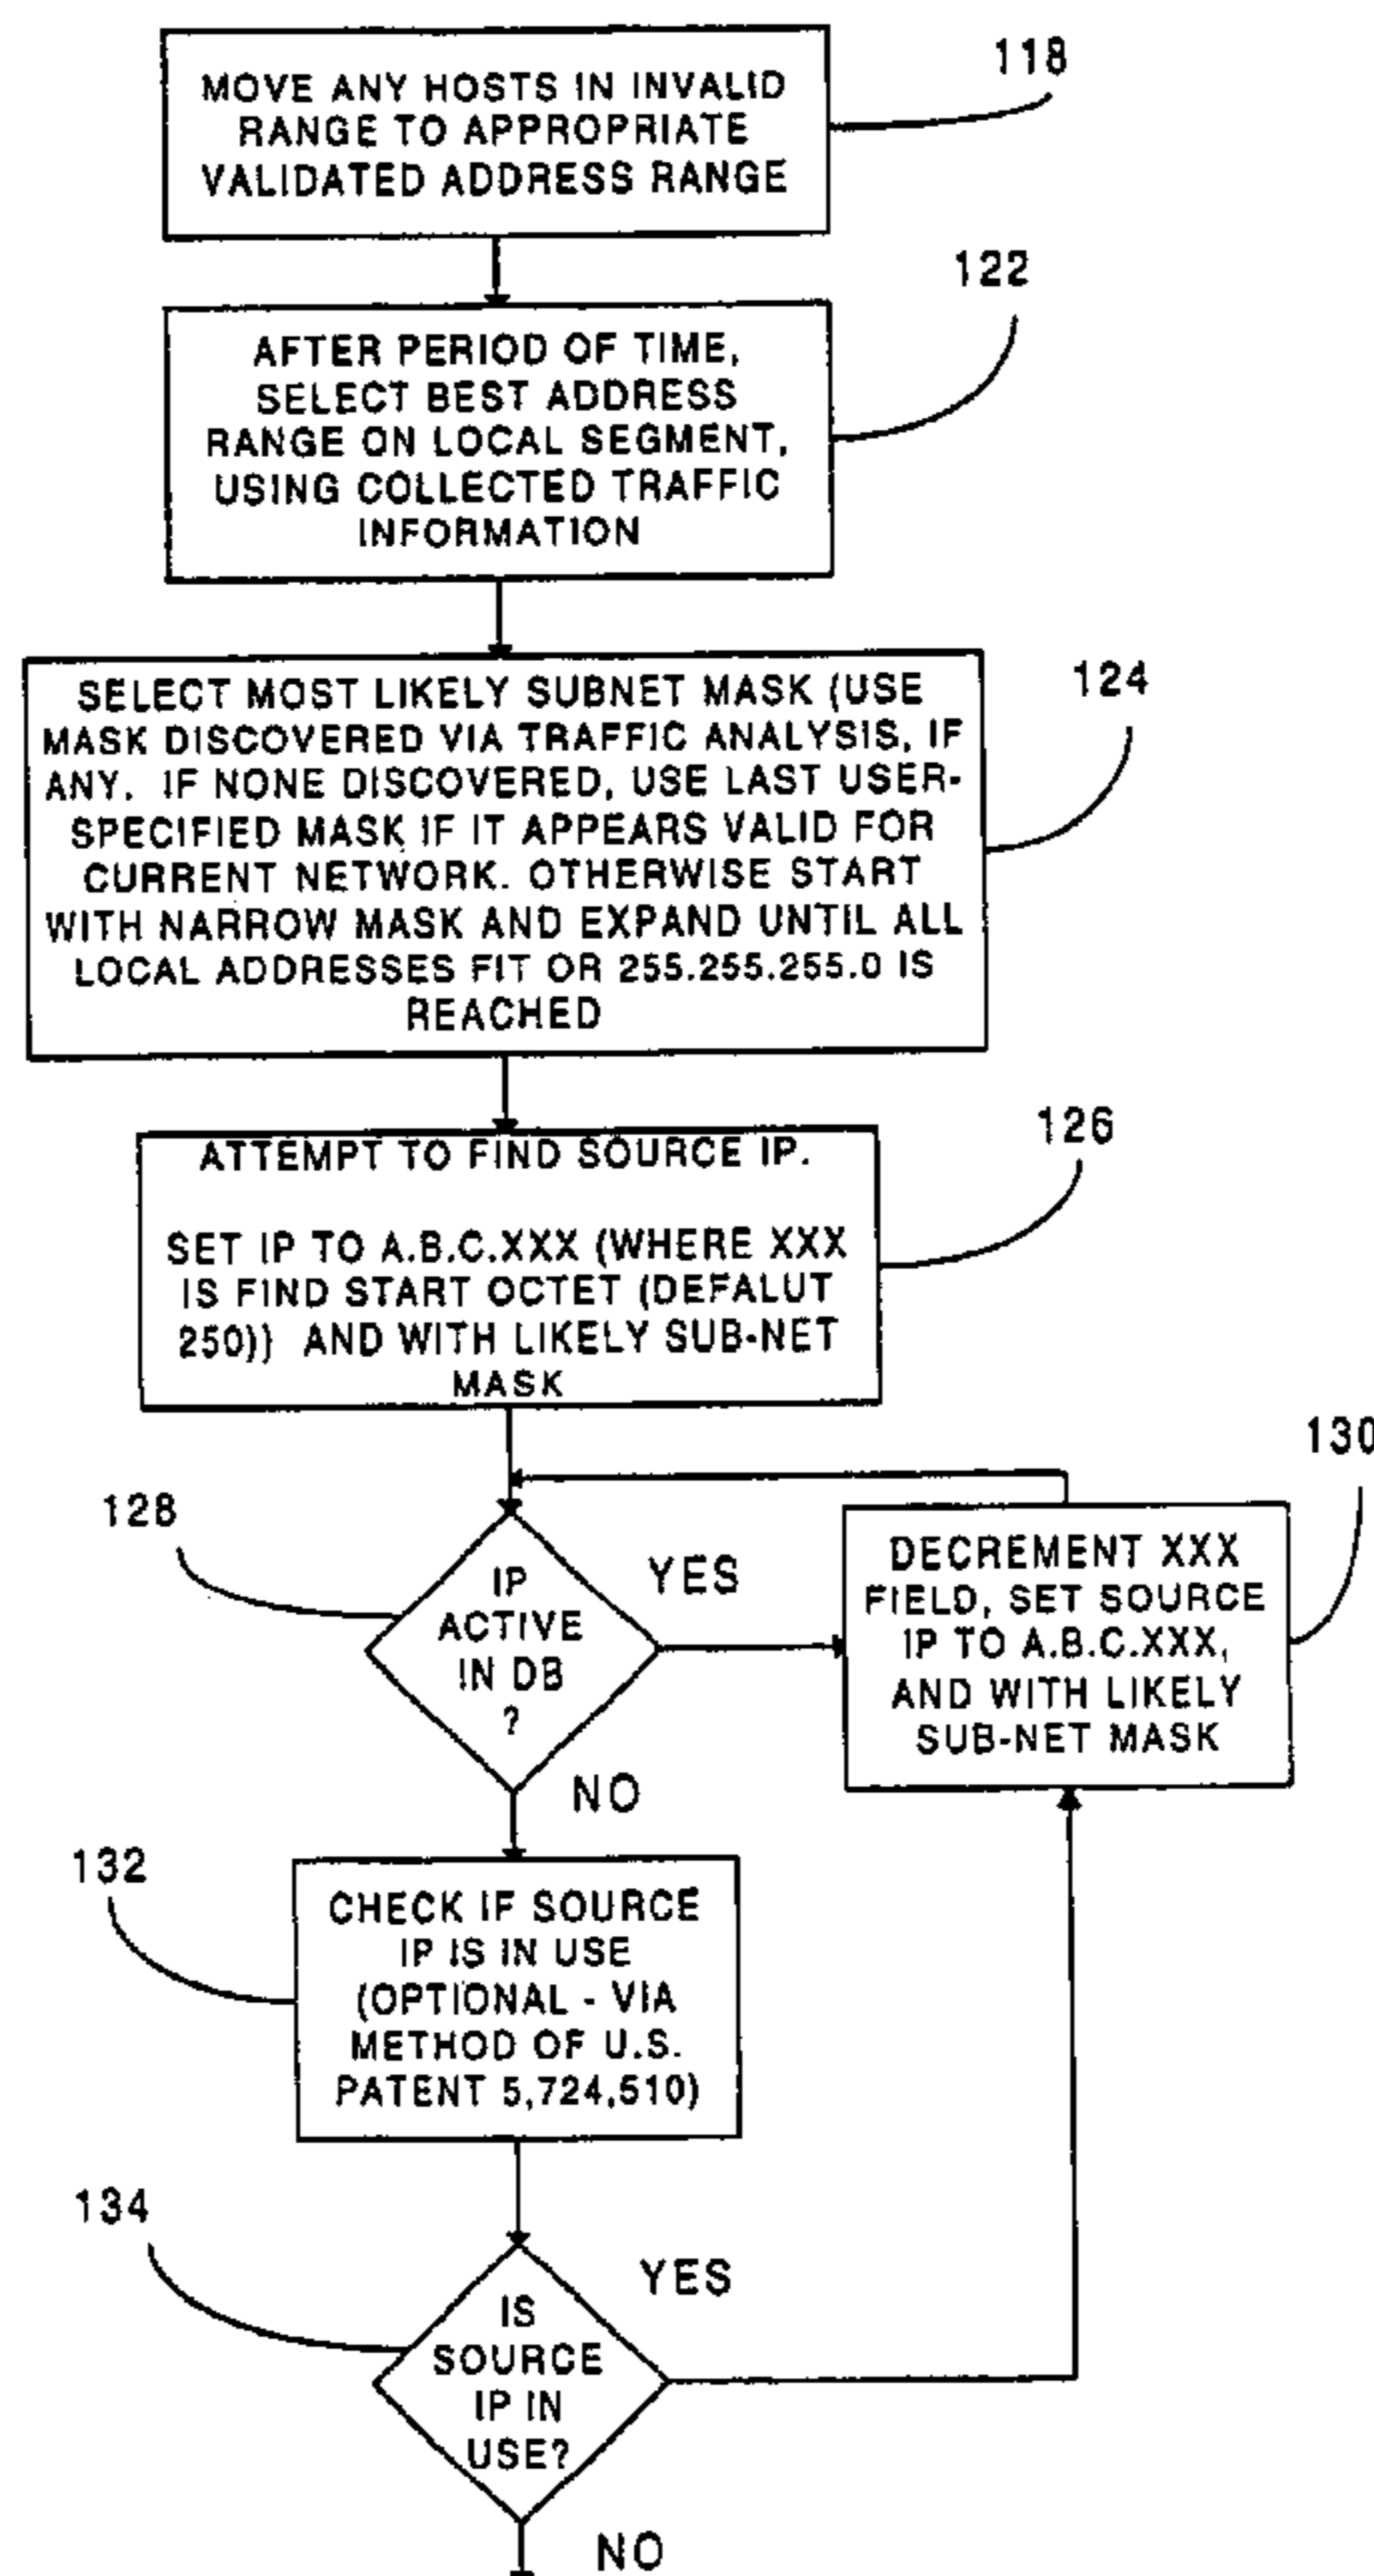 118
MOVE ANY HOSTS IN INVALID
RANGE TO APPROPRIATE
VALIDATED ADDRESS RANGE
122
AFTER PERIOD OF TIME,
SELECT BEST ADDRESS
RANGE ON LOCAL SEGMENT,
USING COLLECTED TRAFFIC
INFORMATION
124
SELECT MOST LIKELY SUBNET MASK (USE
MASK DISCOVERED VIA TRAFFIC ANALYSIS, IF
ANY. IF NONE DISCOVERED, USE LAST USER-
SPECIFIED MASK IF IT APPEARS VALID FOR
CURRENT NETWORK. OTHERWISE START
WITH NARROW MASK AND EXPAND UNTIL ALL
LOCAL ADDRESSES FIT OR 255.255.255.0 IS
REACHED
126
ATTEMPT TO FIND SOURCE IP.
SET IP TO A.B.C.XXX (WHERE XXX
IS FIND START OCTET (DEFALUT
250)) AND WITH LIKELY SUB-NET
MASK
128
IP
ACTIVE
IN DB
?
YES
NO
130
DECREMENT XXX
FIELD, SET SOURCE
IP TO A.B.C.XXX,
AND WITH LIKELY
SUB-NET MASK
132
CHECK IF SOURCE
IP IS IN USE
(OPTIONAL - VIA
METHOD OF U.S.
PATENT 5,724,510)
134
IS
SOURCE
IP IN
USE?
YES
NO